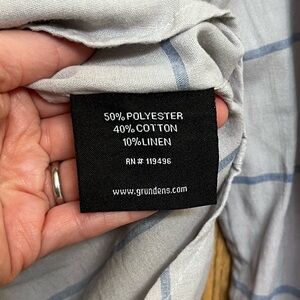 50% POLYESTER
40% COTTON
10% LINEN
RN# 119496
www.grundens.com